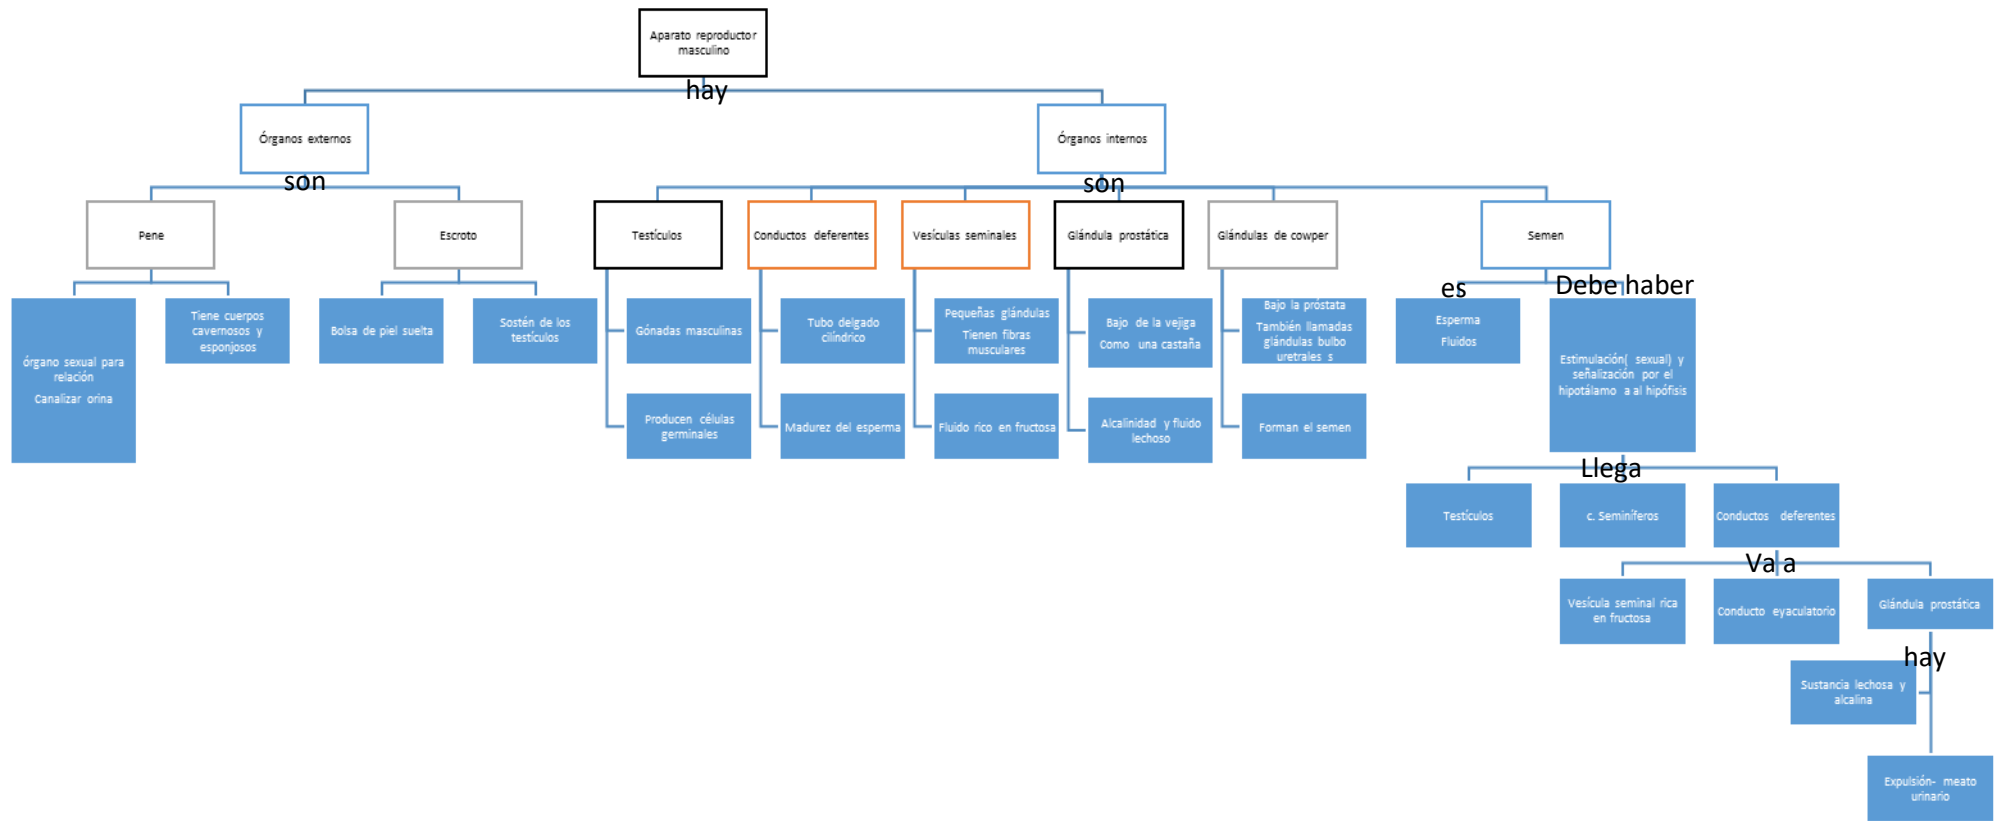 Aparato reproductor
masculino
hay
Órganos externos
Órganos internos
son
son
Pene
Escroto
Testículos
Conductos deferentes
Vesículas seminales
Glándula prostática
Glándulas de cowper
Semen
es
Debe haber
órgano sexual para
relación
Canalizar orina
Tiene cuerpos
cavernosos y
esponjosos
Bolsa de piel suelta
Sostén de los
testículos
Gónadas masculinas
Tubo delgado
cilíndrico
Pequeñas glándulas
Tienen fibras
musculares
Bajo de la vejiga
Como una castaña
Bajo la próstata
También llamadas
glándulas bulbo
uretrales s
Esperma
Fluidos
Estimulación( sexual) y
señalización por el
hipotálamo a al hipófisis
Producen células
germinales
Madurez del esperma
Fluido rico en fructosa
Alcalinidad y fluido
lechoso
Forman el semen
Llega
Testículos
c. Seminíferos
Conductos deferentes
Va a
Vesícula seminal rica
en fructosa
Conducto eyaculatorio
Glándula prostática
hay
Sustancia lechosa y
alcalina
Expulsión- meato
urinario